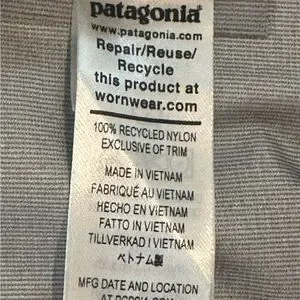 patagonia®
www.patagonia.com
Repair/Reuse/
Recycle
this product at
wornwear.com
100% RECYCLED NYLON
EXCLUSIVE OF TRIM
MADE IN VIETNAM
FABRIQUÉ AU VIETNAM
HECHO EN VIETNAM
FATTO IN VIETNAM
TILLVERKAD I VIETNAM
ベトナム製
MFG DATE AND LOCATION